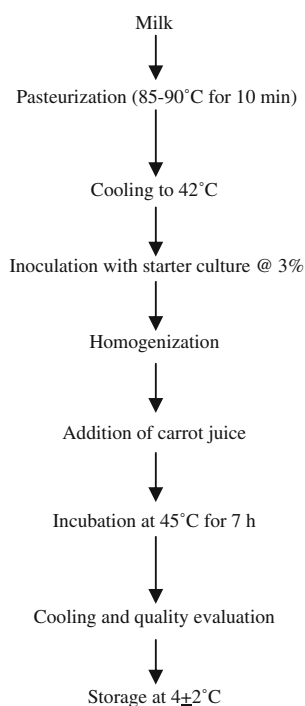 Milk
Pasteurization (85-90˚C for 10 min)
Cooling to 42˚C
Inoculation with starter culture @ 3%
Homogenization
Addition of carrot juice
Incubation at 45˚C for 7 h
Cooling and quality evaluation
Storage at 4±2˚C